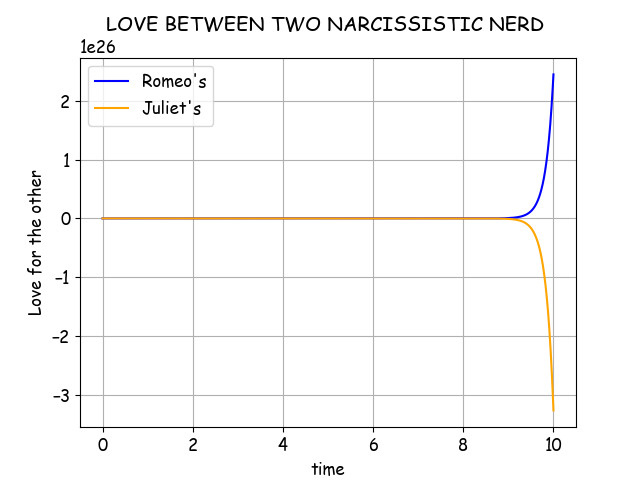 LOVE BETWEEN TWO NARCISSISTIC NERD
1e26
Romeo's
Juliet's
2
1
0
−1
−2
−3
Love for the other
0 2 4 6 8 10
time